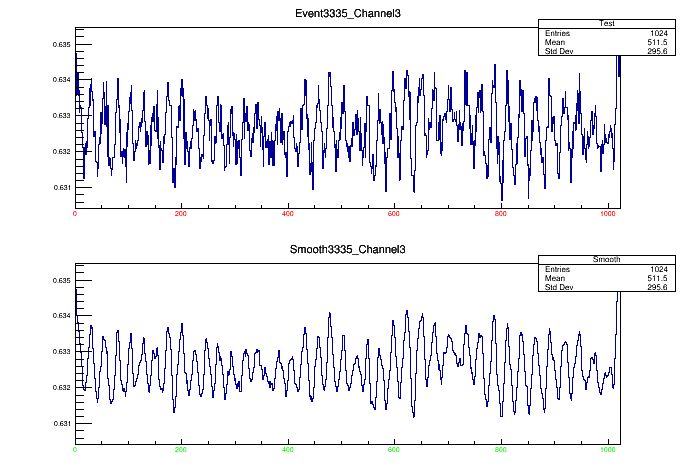 Event3335_Channel3
Test
Entries 1024
Mean 511.5
Std Dev 295.6
0.635
0.634
0.633
0.632
0.631
0 200 400 600 800 1000
Smooth3335_Channel3
Smooth
Entries 1024
Mean 511.5
Std Dev 295.6
0.635
0.634
0.633
0.632
0.631
0 200 400 600 800 1000